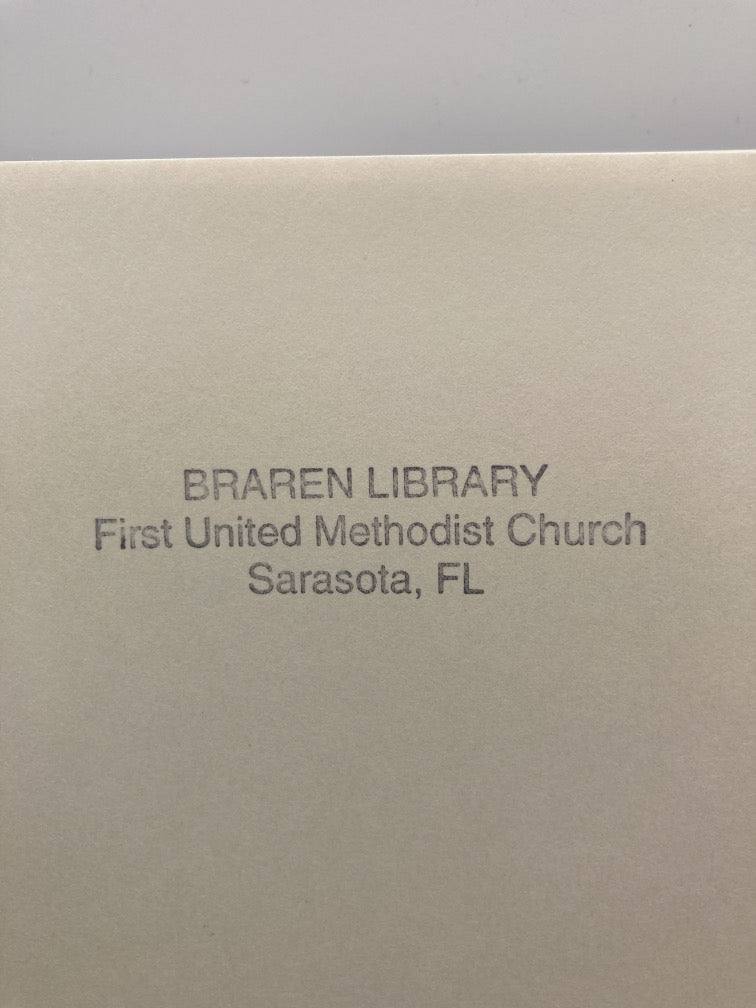 BRAREN LIBRARY
First United Methodist Church
Sarasota, FL